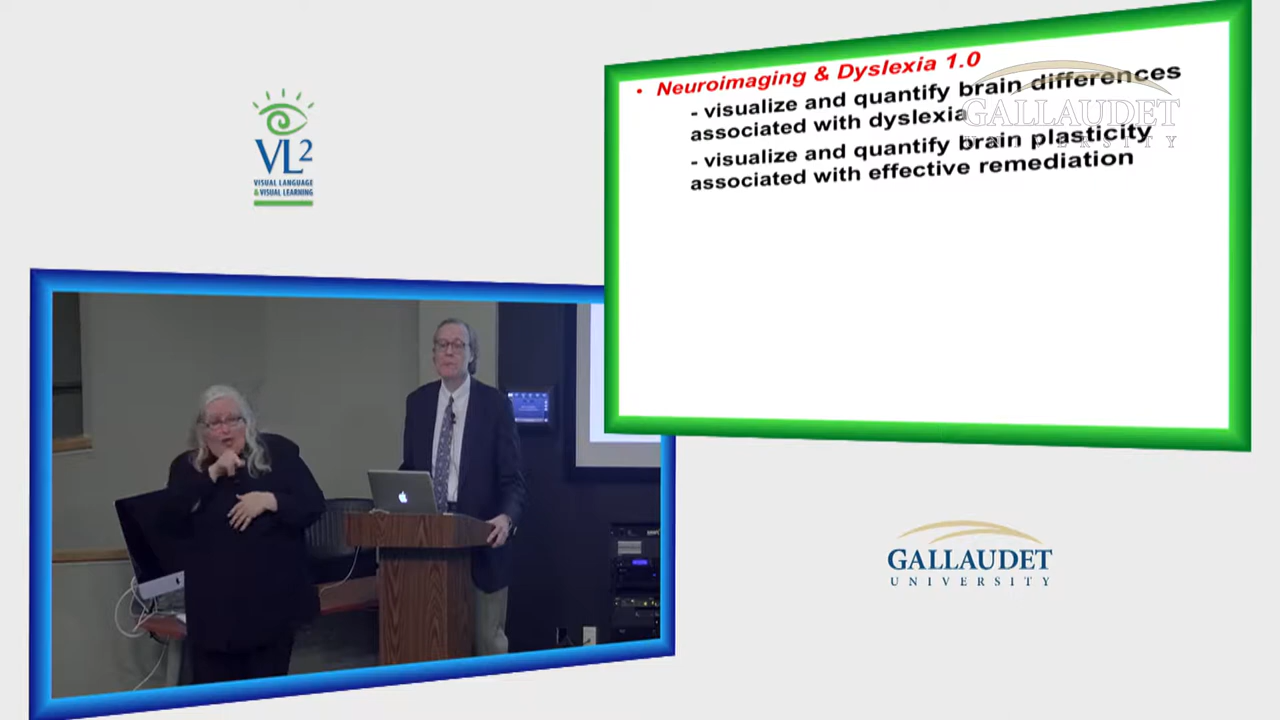 VL2
VISUAL LANGUAGE
& VISUAL LEARNING
• Neuroimaging & Dyslexia 1.0
- visualize and quantify brain differences
associated with dyslexia
- visualize and quantify brain plasticity
associated with effective remediation
GALLAUDET
UNIVERSITY
GALLAUDET
UNIVERSITY